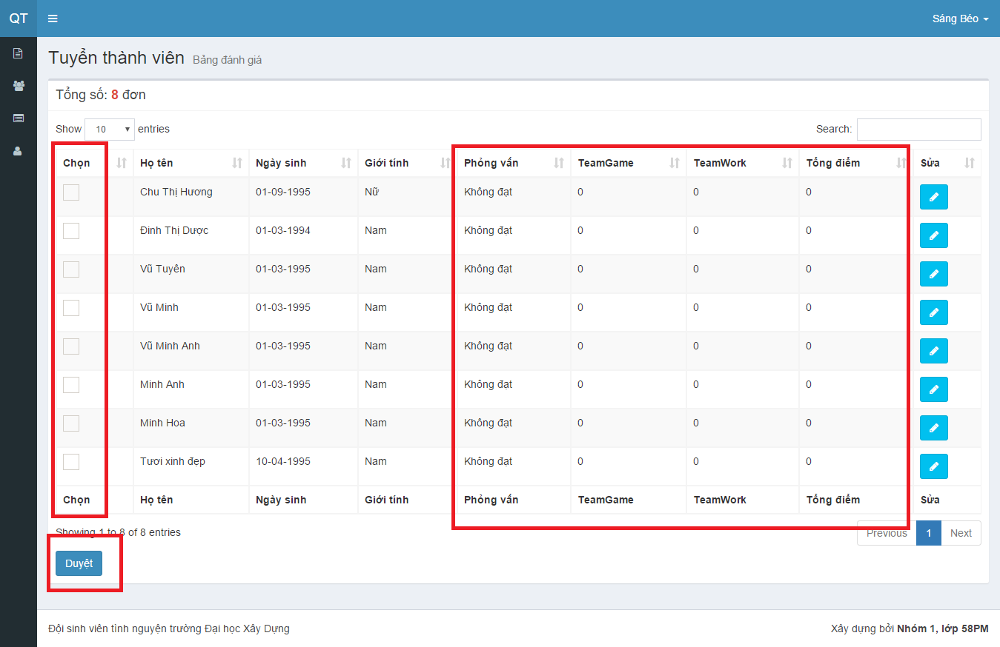 QT Sáng Béo
Tuyển thành viên Bảng đánh giá
Tổng số: 8 đơn
Show 10 entries Search:
Chọn Họ tên Ngày sinh Giới tính Phỏng vấn TeamGame TeamWork Tổng điểm Sửa
Chu Thị Hương 01-09-1995 Nữ Không đạt 0 0 0
Đinh Thị Dược 01-03-1994 Nam Không đạt 0 0 0
Vũ Tuyên 01-03-1995 Nam Không đạt 0 0 0
Vũ Minh 01-03-1995 Nam Không đạt 0 0 0
Vũ Minh Anh 01-03-1995 Nam Không đạt 0 0 0
Minh Anh 01-03-1995 Nam Không đạt 0 0 0
Minh Hoa 01-03-1995 Nam Không đạt 0 0 0
Tươi xinh đẹp 10-04-1995 Nam Không đạt 0 0 0
Chọn Họ tên Ngày sinh Giới tính Phỏng vấn TeamGame TeamWork Tổng điểm Sửa
Showing 1 to 8 of 8 entries Previous 1 Next
Duyệt
Đội sinh viên tình nguyện trường Đại học Xây Dựng Xây dựng bởi Nhóm 1, lớp 58PM